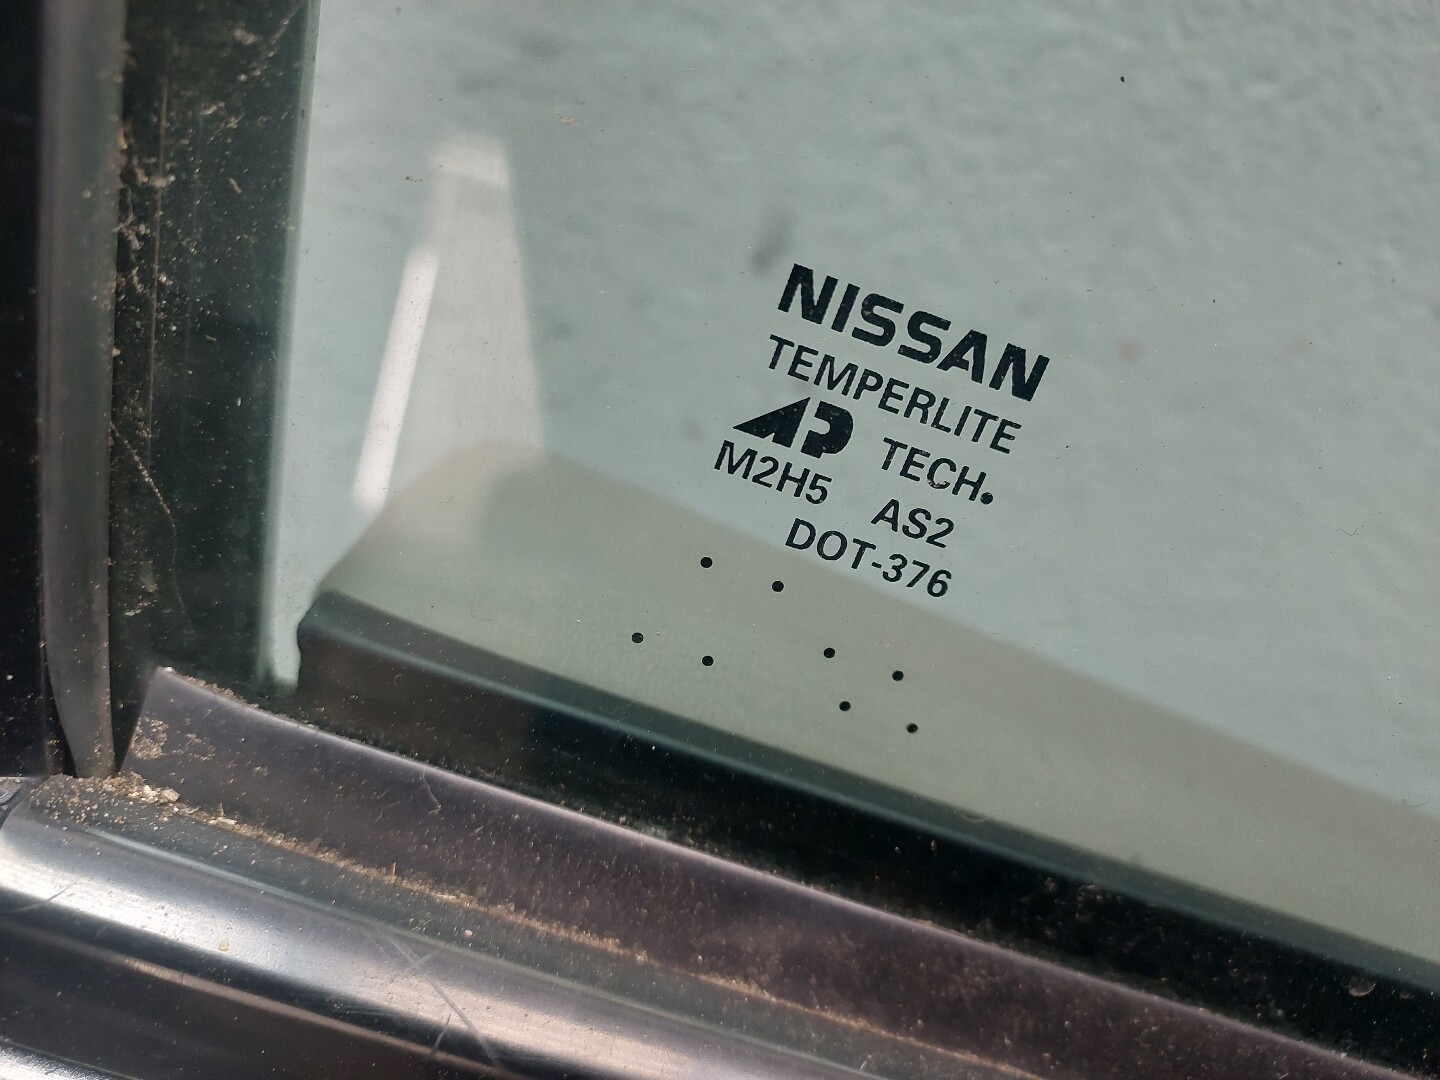 NISSAN
TEMPERLITE
AP TECH.
M2H5 AS2
DOT-376